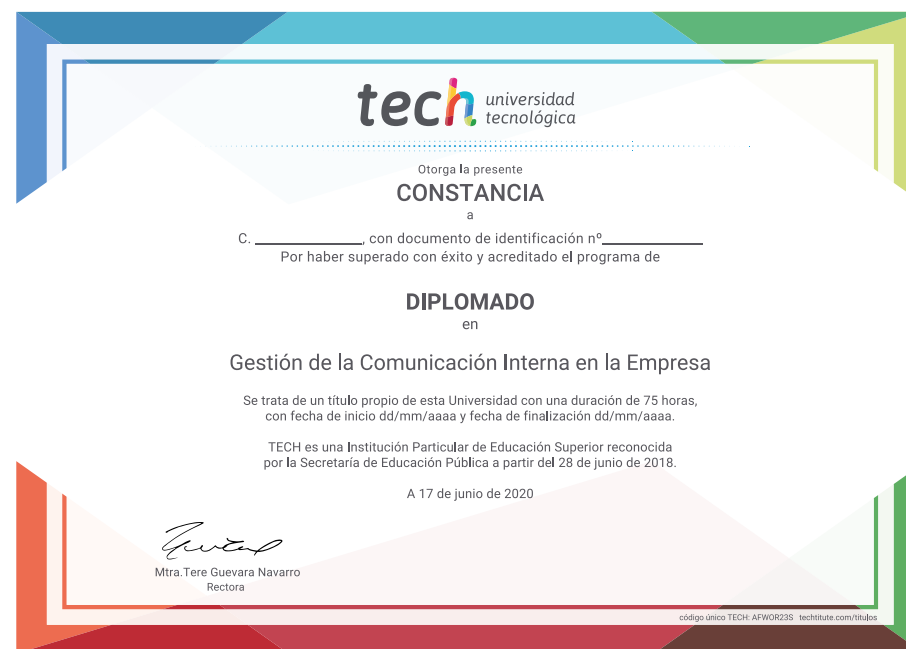 tech universidad
tecnológica
Otorga la presente
CONSTANCIA
a
C. ______________, con documento de identificación nº_____________
Por haber superado con éxito y acreditado el programa de
DIPLOMADO
en
Gestión de la Comunicación Interna en la Empresa
Se trata de un título propio de esta Universidad con una duración de 75 horas,
con fecha de inicio dd/mm/aaaa y fecha de finalización dd/mm/aaaa.
TECH es una Institución Particular de Educación Superior reconocida
por la Secretaría de Educación Pública a partir del 28 de junio de 2018.
A 17 de junio de 2020
Mtra.Tere Guevara Navarro
Rectora
código único TECH: AFWOR23S techtitute.com/titulos